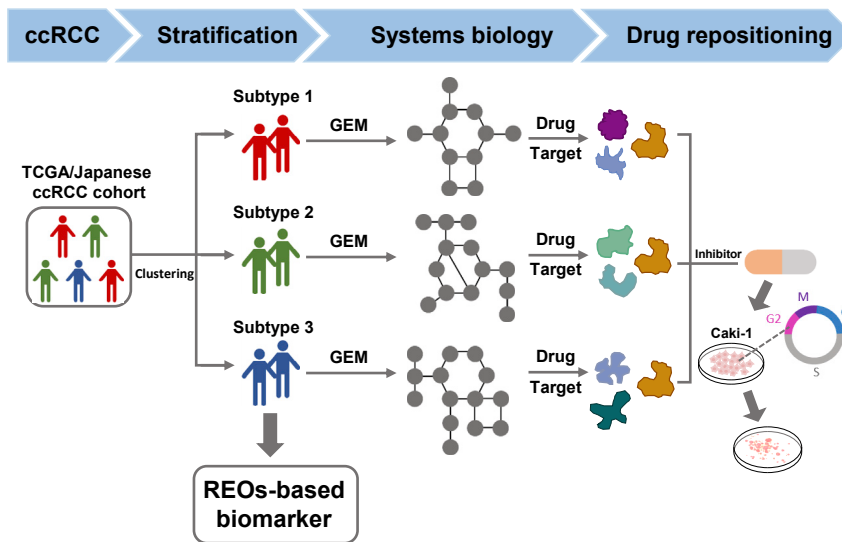 ccRCC
Stratification
Systems biology
Drug repositioning
TCGA/Japanese
ccRCC cohort
Clustering
Subtype 1
GEM
Drug
Target
Subtype 2
GEM
Drug
Target
Subtype 3
GEM
Drug
Target
Inhibitor
Caki-1
G2
M
S
REOs-based
biomarker